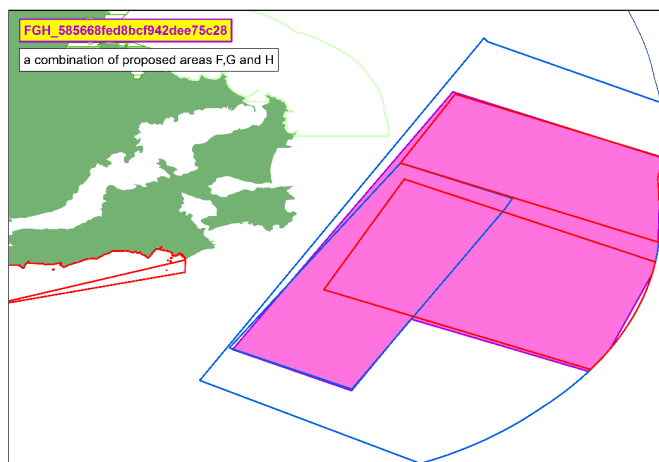 FGH_585668fed8bcf942dee75c28
a combination of proposed areas F,G and H